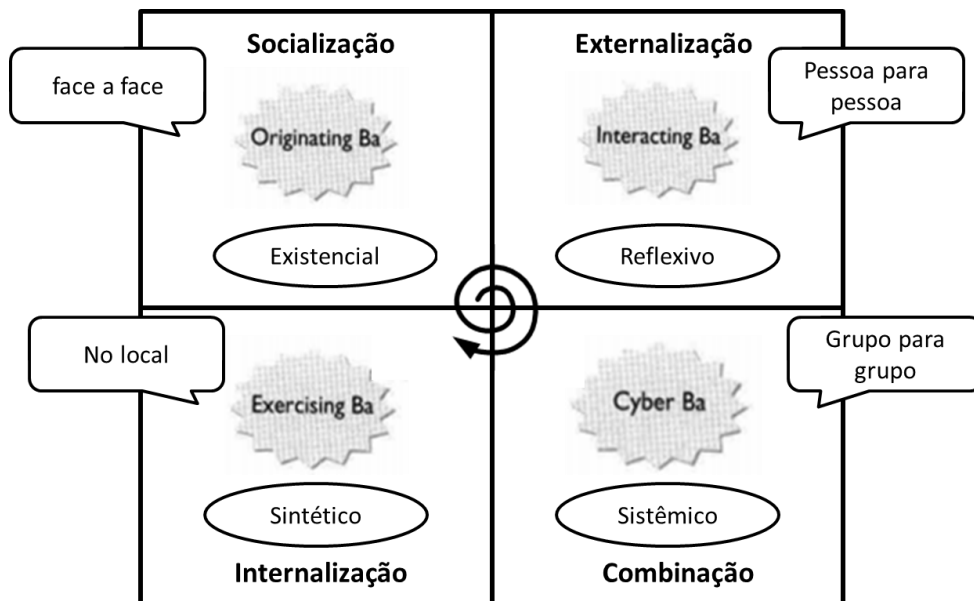 Socialização
Externalização
face a face
Pessoa para
pessoa
Originating Ba
Interacting Ba
Existencial
Reflexivo
No local
Grupo para
grupo
Exercising Ba
Cyber Ba
Sintético
Sistêmico
Internalização
Combinação